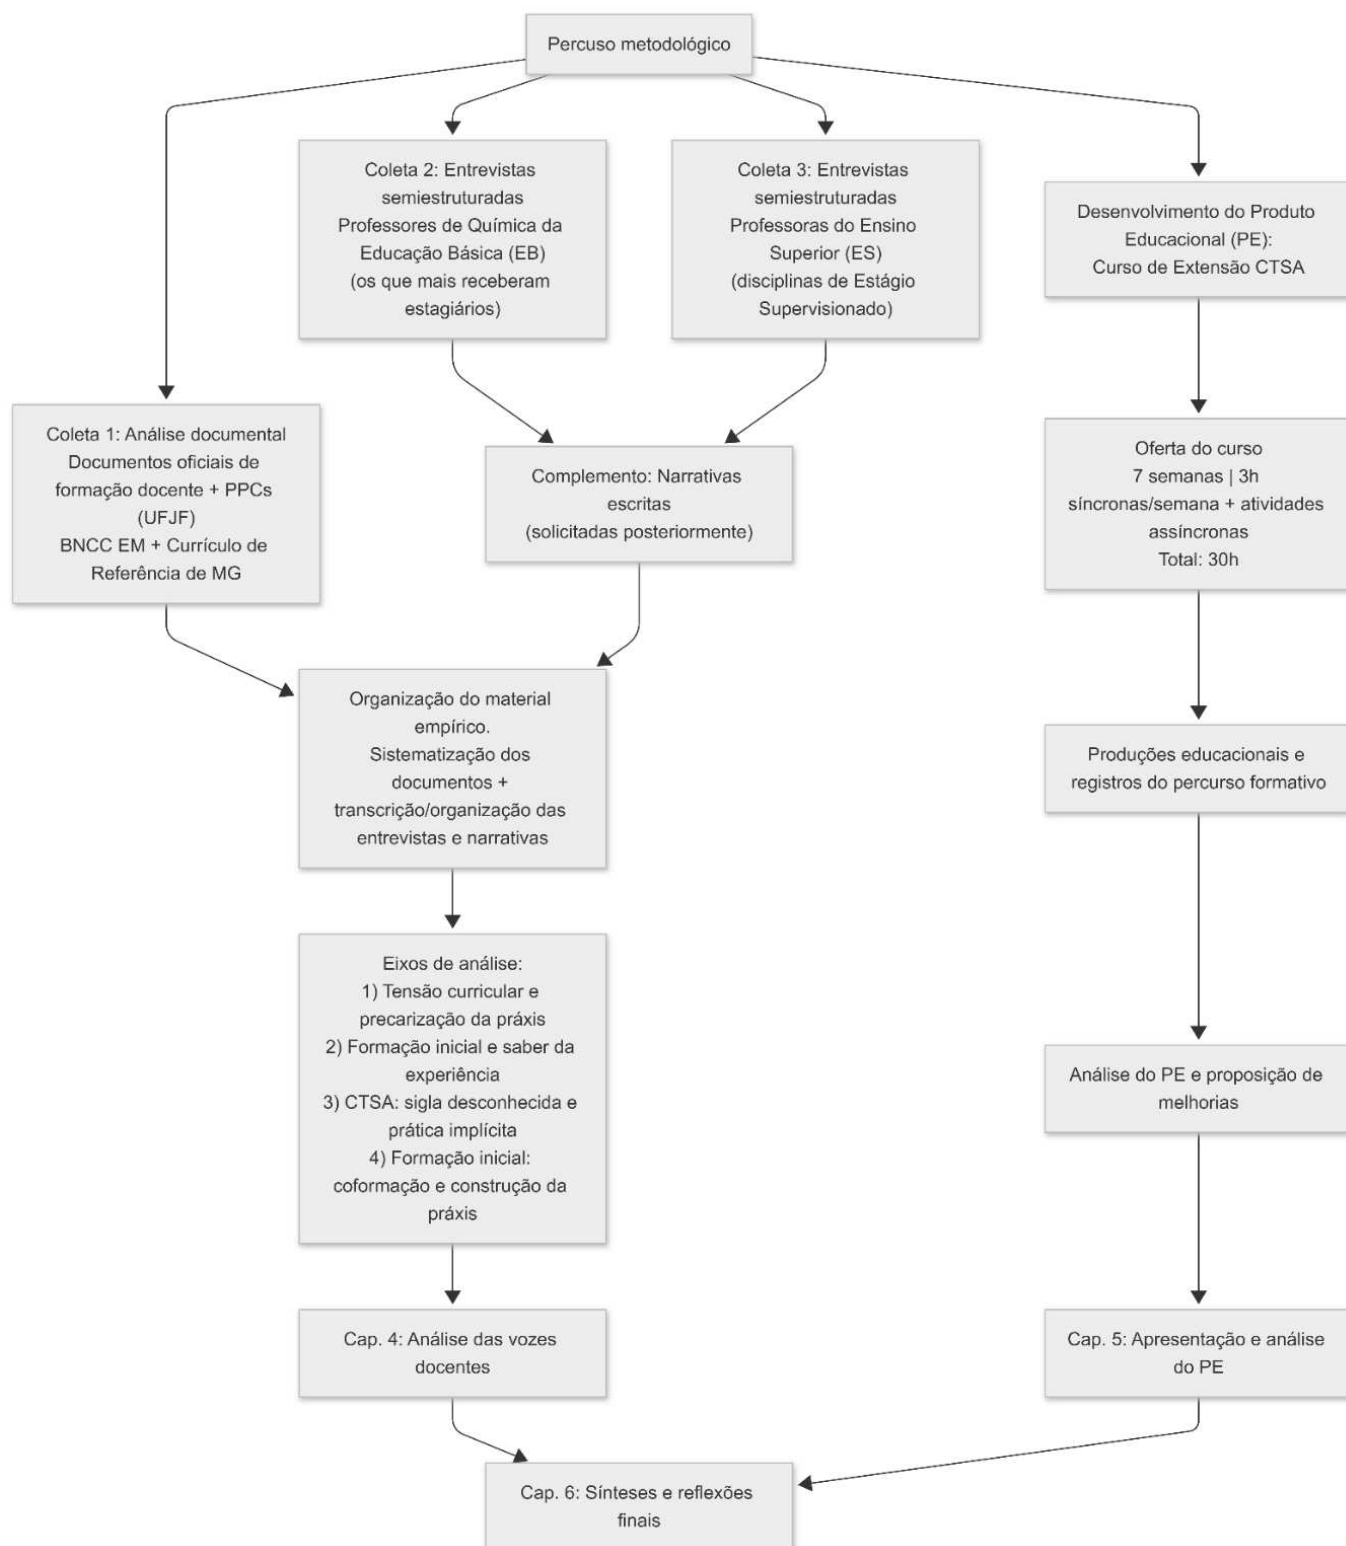 Percuso metodológico
Coleta 2: Entrevistas
semiestruturadas
Professores de Química da
Educação Básica (EB)
(os que mais receberam
estagiários)
Coleta 3: Entrevistas
semiestruturadas
Professoras do Ensino
Superior (ES)
(disciplinas de Estágio
Supervisionado)
Desenvolvimento do Produto
Educacional (PE):
Curso de Extensão CTSA
Coleta 1: Análise documental
Documentos oficiais de
formação docente + PPCs
(UFJF)
BNCC EM + Currículo de
Referência de MG
Complemento: Narrativas
escritas
(solicitadas posteriormente)
Oferta do curso
7 semanas | 3h
síncronas/semana + atividades
assíncronas
Total: 30h
Organização do material
empírico.
Sistematização dos
documentos +
transcrição/organização das
entrevistas e narrativas
Produções educacionais e
registros do percurso formativo
Eixos de análise:
1) Tensão curricular e
precarização da práxis
2) Formação inicial e saber da
experiência
3) CTSA: sigla desconhecida e
prática implícita
4) Formação inicial:
coformação e construção da
práxis
Análise do PE e proposição de
melhorias
Cap. 4: Análise das vozes
docentes
Cap. 5: Apresentação e análise
do PE
Cap. 6: Sínteses e reflexões
finais